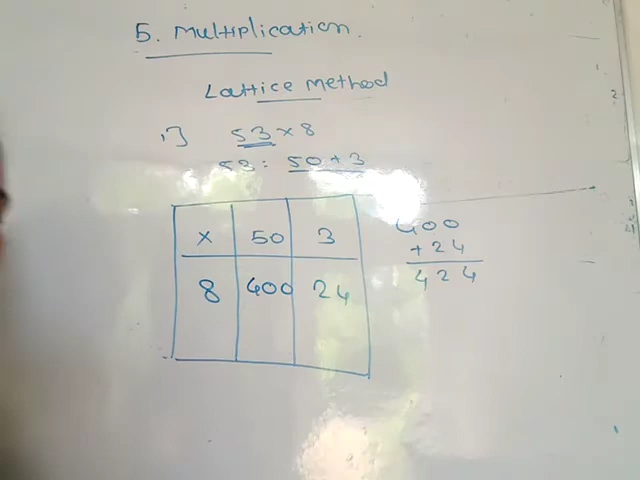 5. Multiplication.
Lattice Method
1) 53 × 8
53 : 50 + 3
× 50 3
8 400 24
400
+ 24
424